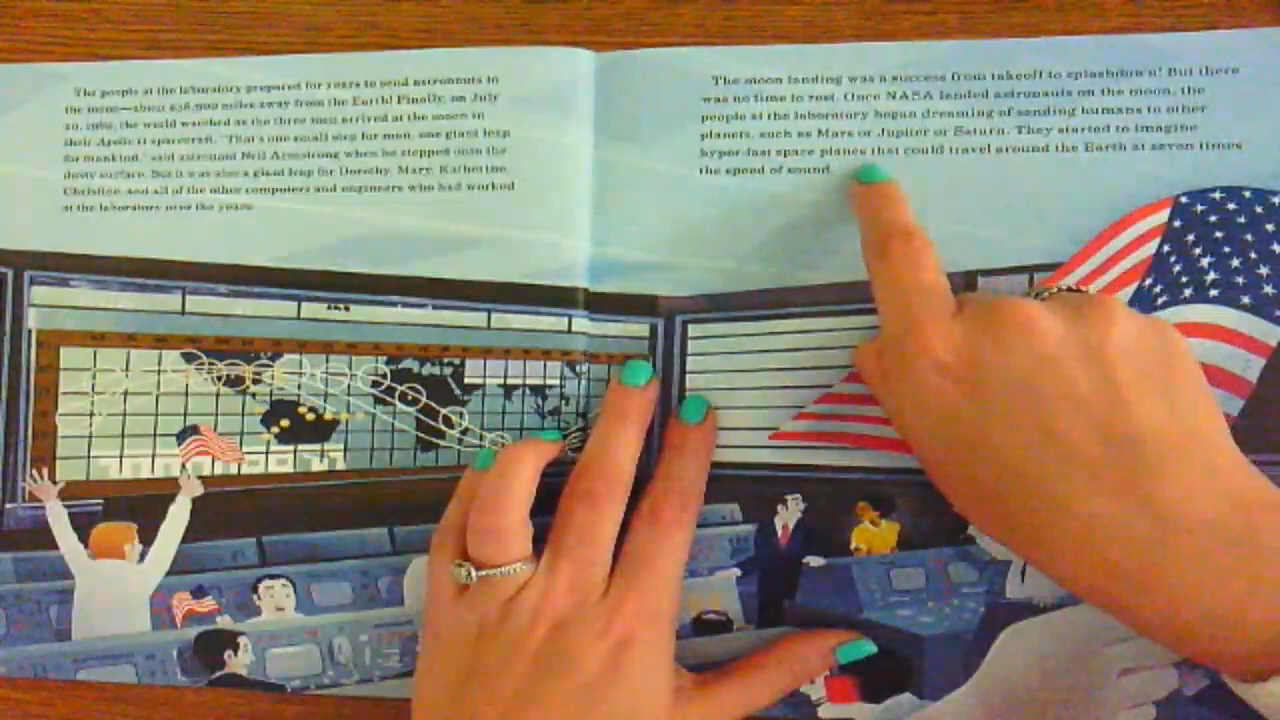 The people at the laboratory prepared for years to send astronauts to
the moon—about 238,900 miles away from the Earth! Finally, on July
20, 1969, the world watched as the three men arrived at the moon in
their Apollo 11 spacecraft. "That's one small step for man, one giant leap
for mankind," said astronaut Neil Armstrong when he stepped onto the
dusty surface. But it was also a giant leap for Dorothy, Mary, Katherine,
Christine, and all of the other computers and engineers who had worked
at the laboratory over the years.
The moon landing was a success from takeoff to splashdown! But there
was no time to rest. Once NASA landed astronauts on the moon, the
people at the laboratory began dreaming of sending humans to other
planets, such as Mars or Jupiter or Saturn. They started to imagine
hyper-fast space planes that could travel around the Earth at seven times
the speed of sound.